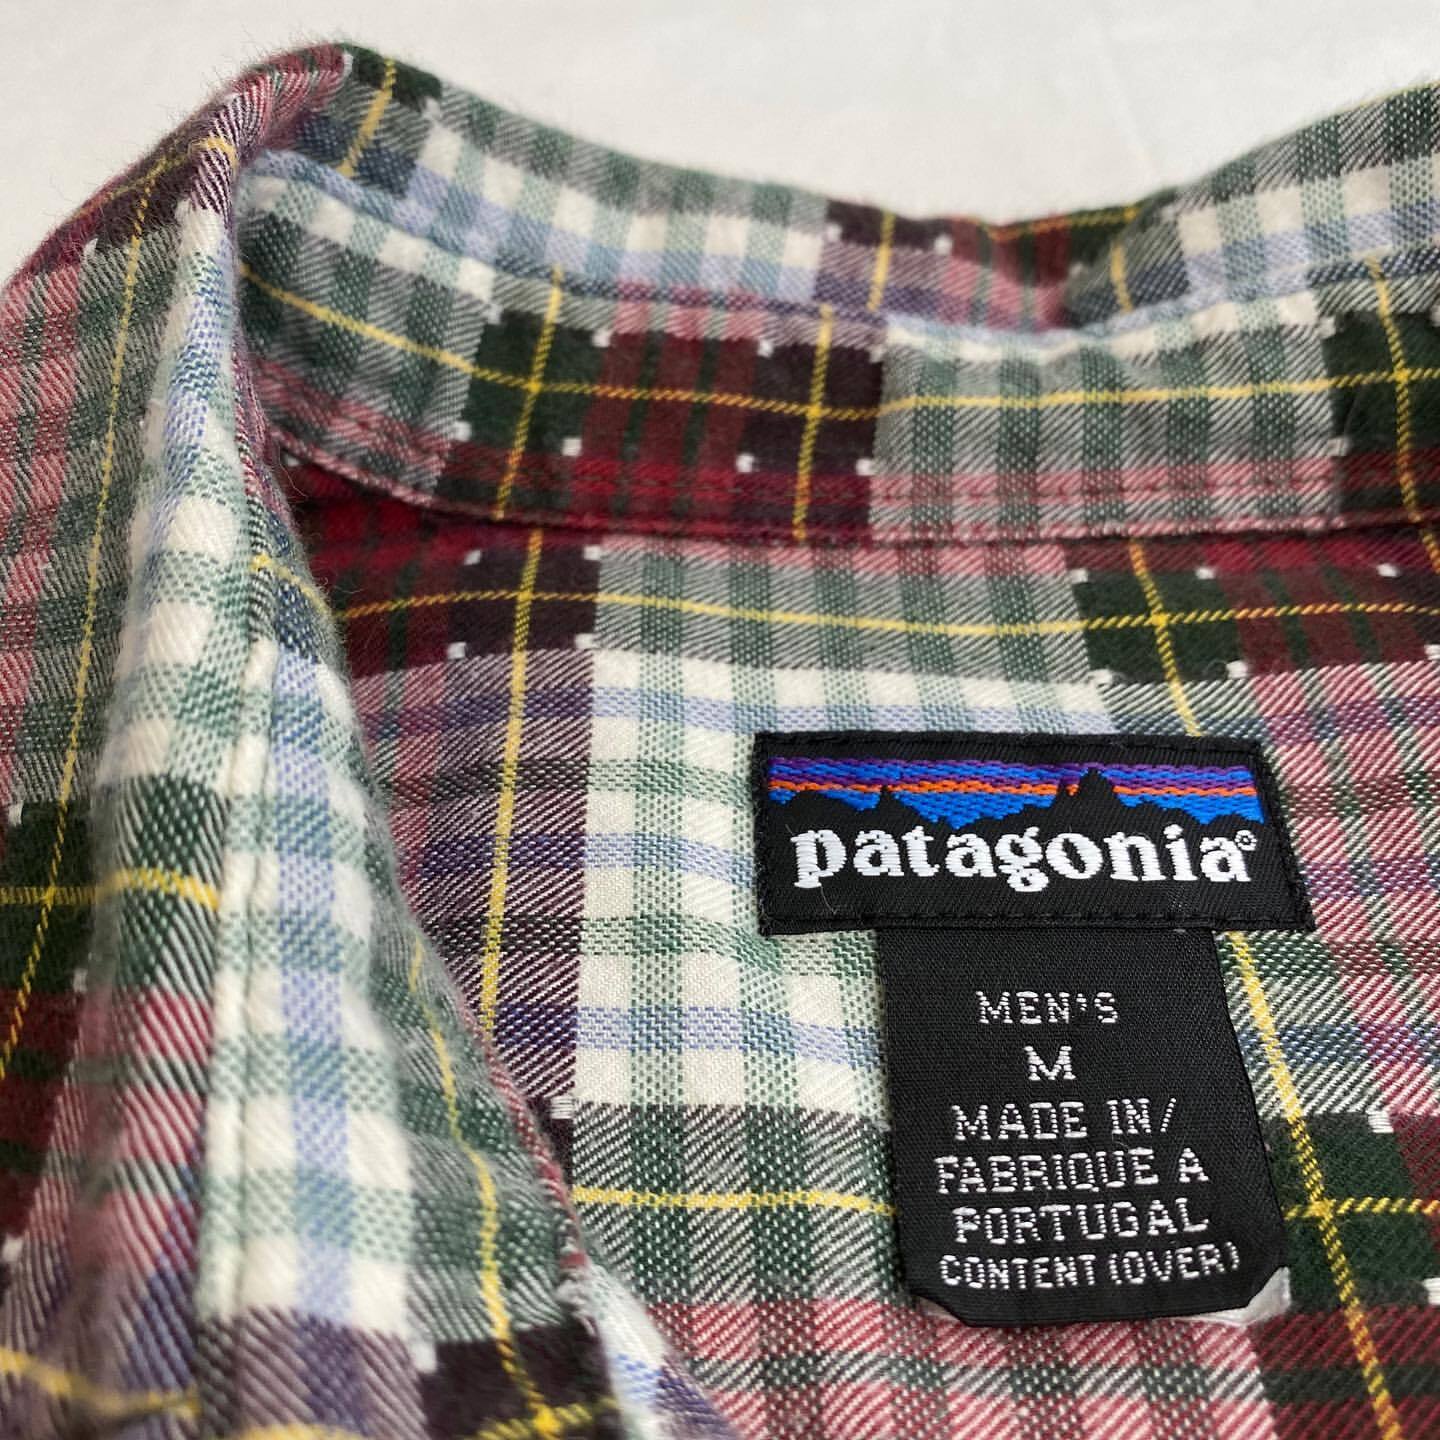 patagonia®
MEN'S
M
MADE IN/
FABRIQUE A
PORTUGAL
CONTENT (OVER)